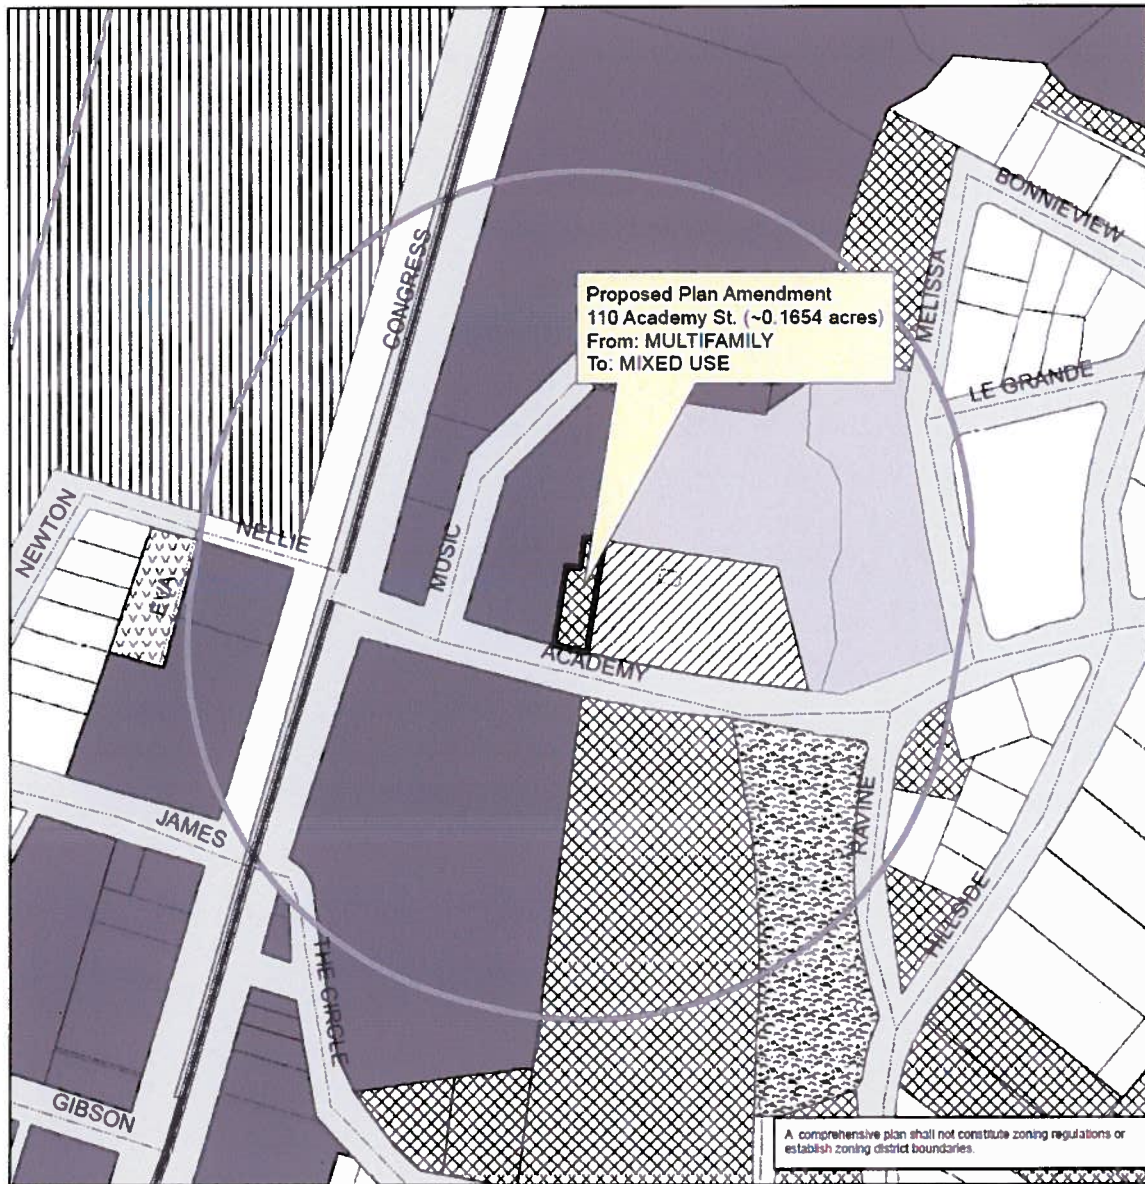 BONNIEVIEW
CONGRESS
MELISSA
Proposed Plan Amendment
110 Academy St. (~0.1654 acres)
From: MULTIFAMILY
To: MIXED USE
LE GRANDE
NEWTON
NELLIE
MUSIC
EVA
ACADEMY
RAVINE
JAMES
HILLSIDE
THE CIRCLE
GIBSON
A comprehensive plan shall not constitute zoning regulations or
establish zoning district boundaries.